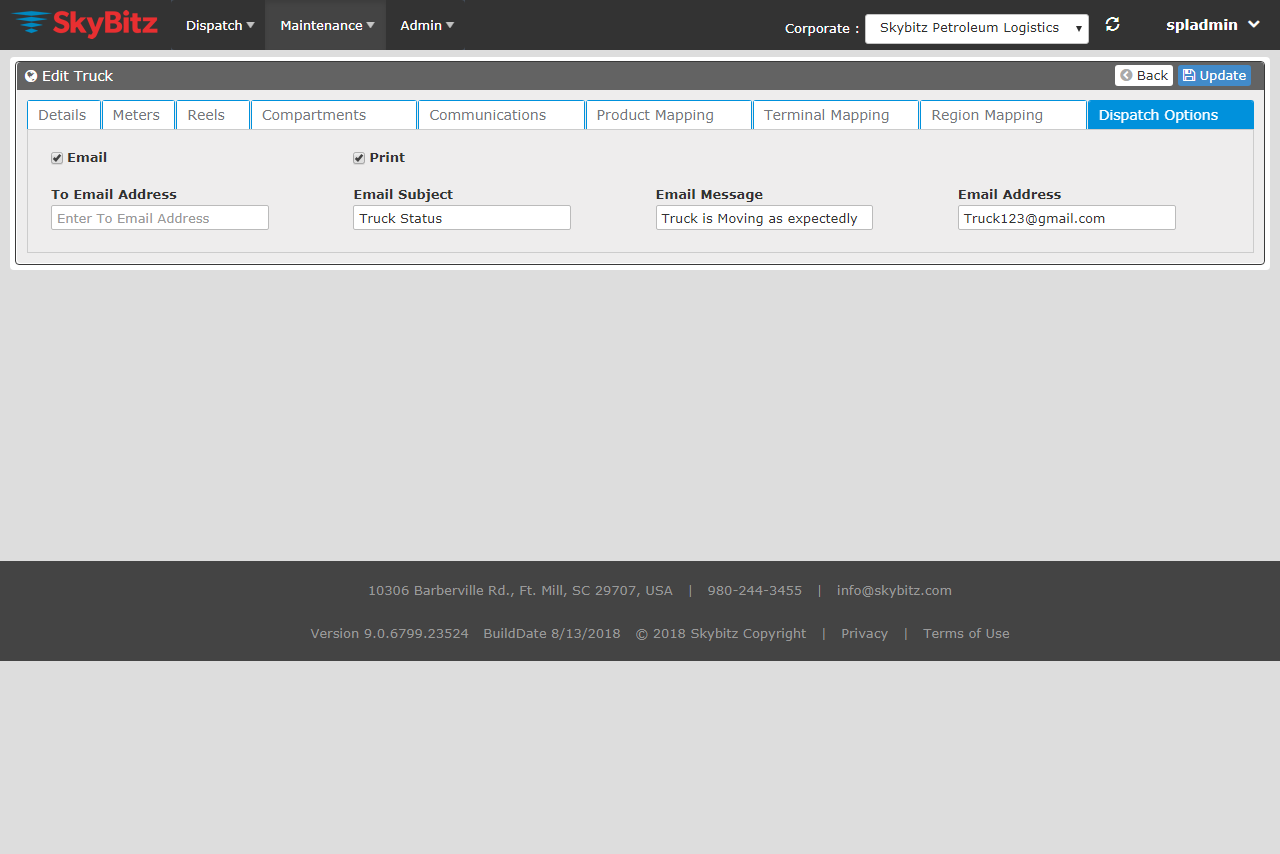 SkyBitz Dispatch Maintenance Admin Corporate : Skybitz Petroleum Logistics spladmin
Edit Truck Back Update
Details Meters Reels Compartments Communications Product Mapping Terminal Mapping Region Mapping Dispatch Options
Email Print
To Email Address Email Subject Email Message Email Address
Enter To Email Address Truck Status Truck is Moving as expectedly Truck123@gmail.com
10306 Barberville Rd., Ft. Mill, SC 29707, USA | 980-244-3455 | info@skybitz.com
Version 9.0.6799.23524 BuildDate 8/13/2018 © 2018 Skybitz Copyright | Privacy | Terms of Use